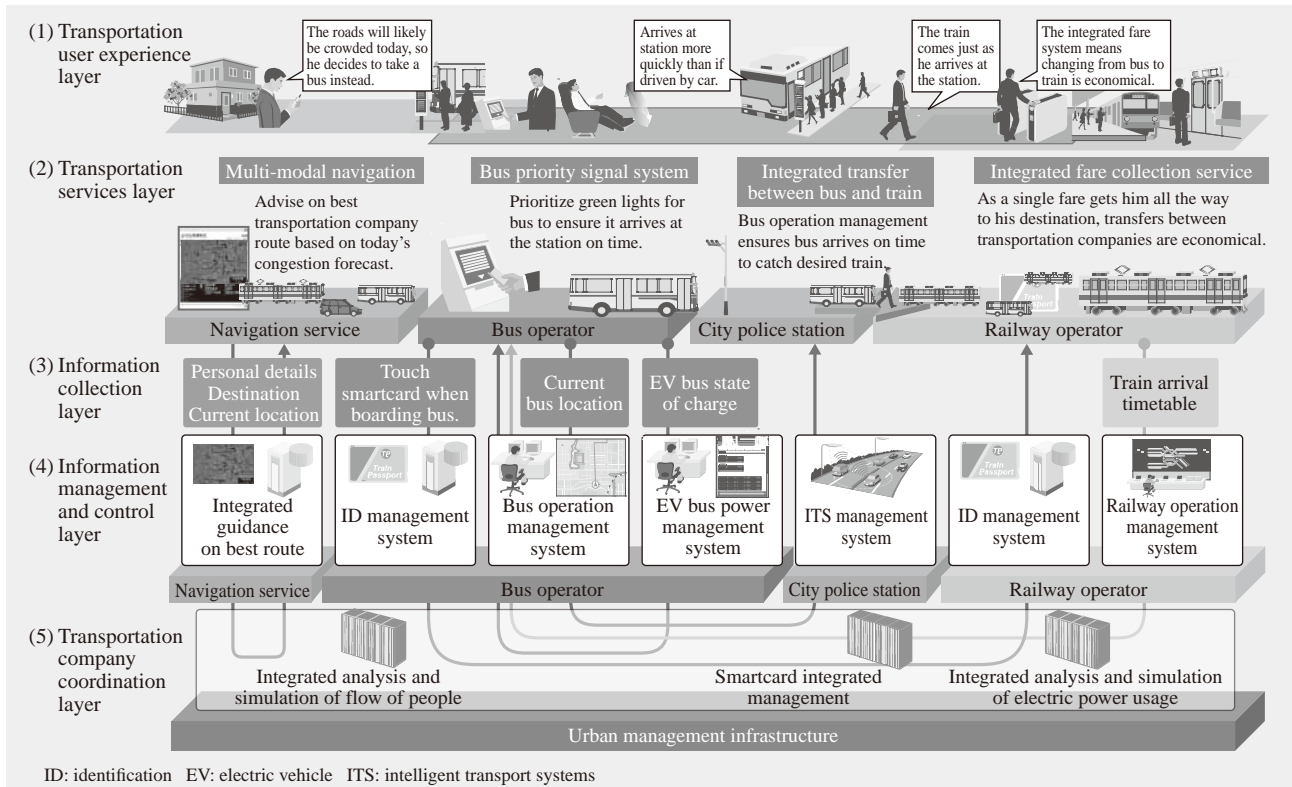 (1) Transportation
user experience
layer
The roads will likely
be crowded today, so
he decides to take a
bus instead.
Arrives at
station more
quickly than if
driven by car.
The train
comes just as
he arrives at
the station.
The integrated fare
system means
changing from bus to
train is economical.
(2) Transportation
services layer
Multi-modal navigation
Advise on best
transportation company
route based on today's
congestion forecast.
Bus priority signal system
Prioritize green lights for
bus to ensure it arrives at
the station on time.
Integrated transfer
between bus and train
Bus operation management
ensures bus arrives on time
to catch desired train.
Integrated fare collection service
As a single fare gets him all the way
to his destination, transfers between
transportation companies are economical.
Navigation service
Bus operator
City police station
Railway operator
(3) Information
collection
layer
Personal details
Destination
Current location
Touch
smartcard when
boarding bus.
Current
bus location
EV bus state
of charge
Train arrival
timetable
(4) Information
management
and control
layer
Integrated
guidance
on best route
Train
Passport
ID management
system
Bus operation
management
system
EV bus power
management
system
ITS management
system
Train
Passport
ID management
system
Railway operation
management
system
Navigation service
Bus operator
City police station
Railway operator
(5) Transportation
company
coordination
layer
Integrated analysis and
simulation of flow of people
Smartcard integrated
management
Integrated analysis and simulation
of electric power usage
Urban management infrastructure
ID: identification EV: electric vehicle ITS: intelligent transport systems